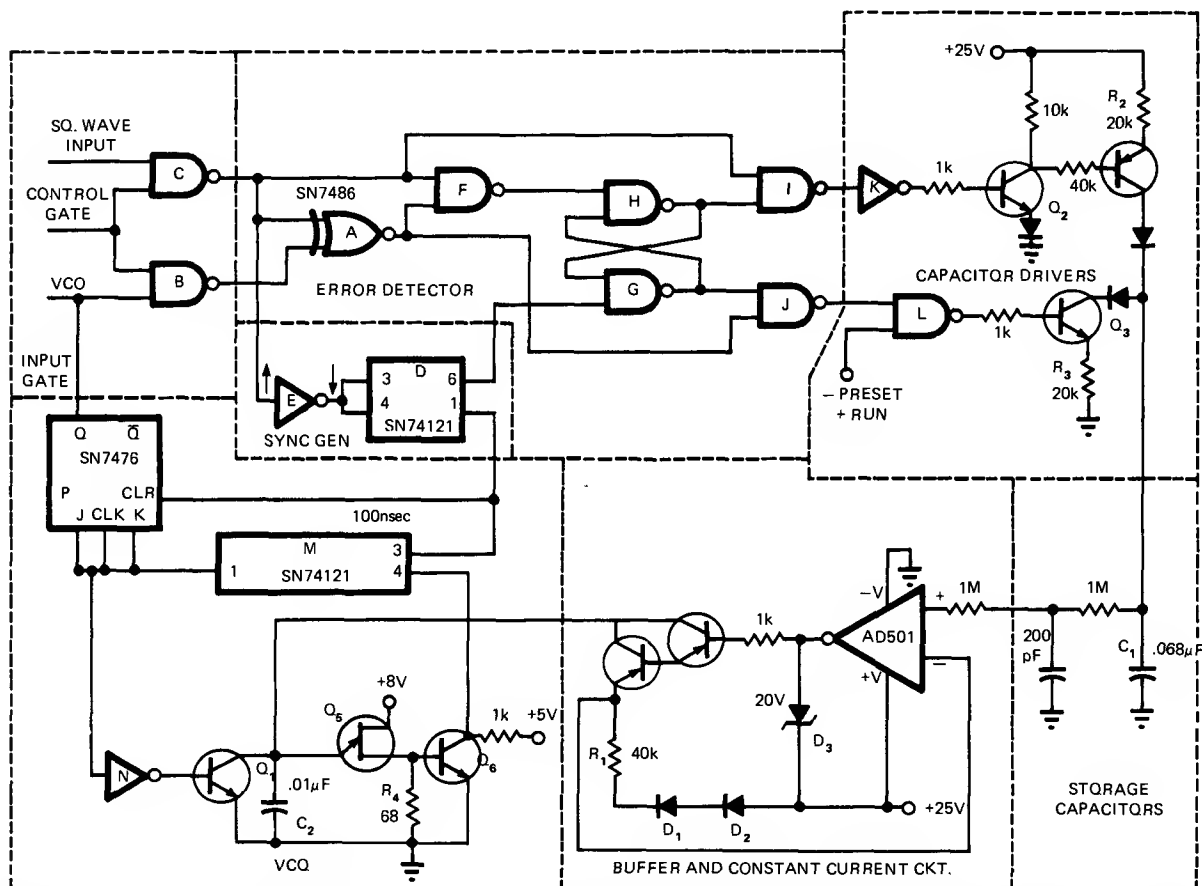 +25V
10k
R2
20k
SQ. WAVE
INPUT
CONTROL
GATE
VCO
INPUT
GATE
C
B
SN7486
A
F
H
G
I
J
K
1k
40k
Q2
ERROR DETECTOR
CAPACITOR DRIVERS
L
1k
Q3
R3
20k
− PRESET
+ RUN
E
SYNC GEN
3
4
D
SN74121
6
1
Q
Q̅
SN7476
P
CLR
J
CLK
K
100nsec
M
1
SN74121
3
4
N
Q1
.01µF
C2
Q5
+8V
R4
68
Q6
1k
+5V
VCQ
1k
−V
+
AD501
−
+V
20V
D3
R1
40k
D1
D2
+25V
BUFFER AND CONSTANT CURRENT CKT.
1M
1M
200
pF
C1
.068µF
STORAGE
CAPACITORS